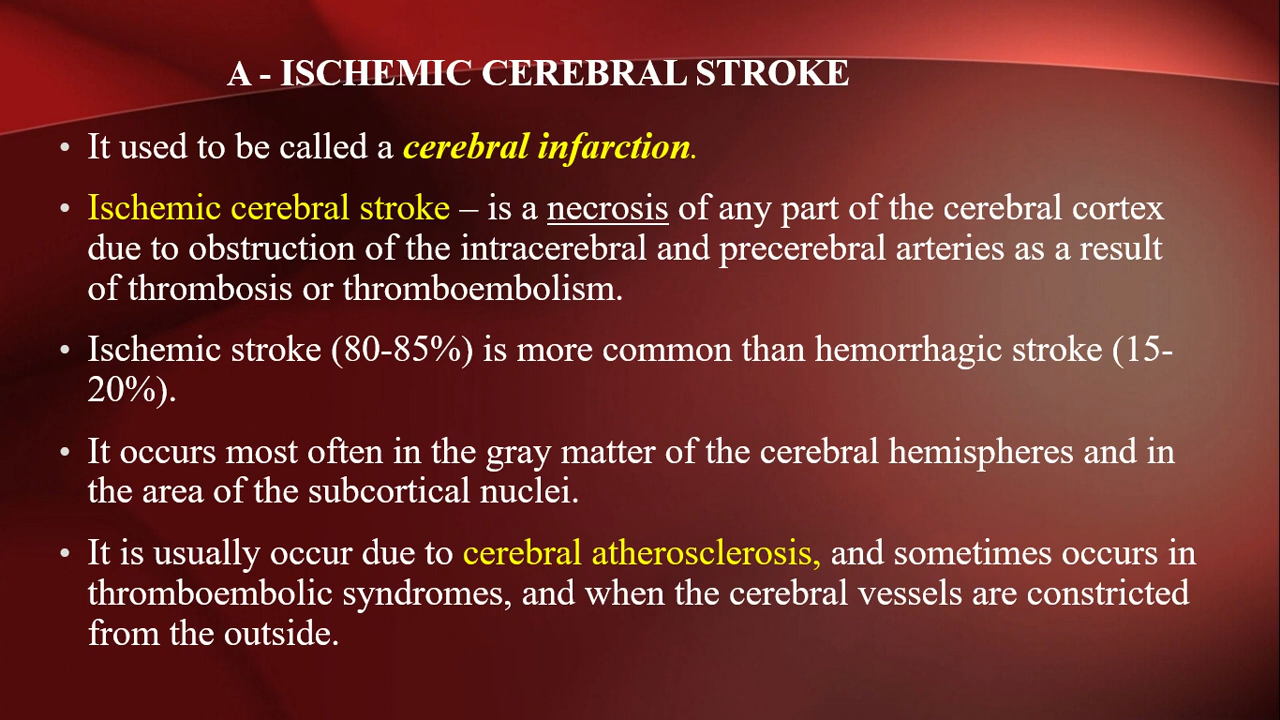 A - ISCHEMIC CEREBRAL STROKE
• It used to be called a cerebral infarction.
• Ischemic cerebral stroke – is a necrosis of any part of the cerebral cortex
due to obstruction of the intracerebral and precerebral arteries as a result
of thrombosis or thromboembolism.
• Ischemic stroke (80-85%) is more common than hemorrhagic stroke (15-
20%).
• It occurs most often in the gray matter of the cerebral hemispheres and in
the area of the subcortical nuclei.
• It is usually occur due to cerebral atherosclerosis, and sometimes occurs in
thromboembolic syndromes, and when the cerebral vessels are constricted
from the outside.